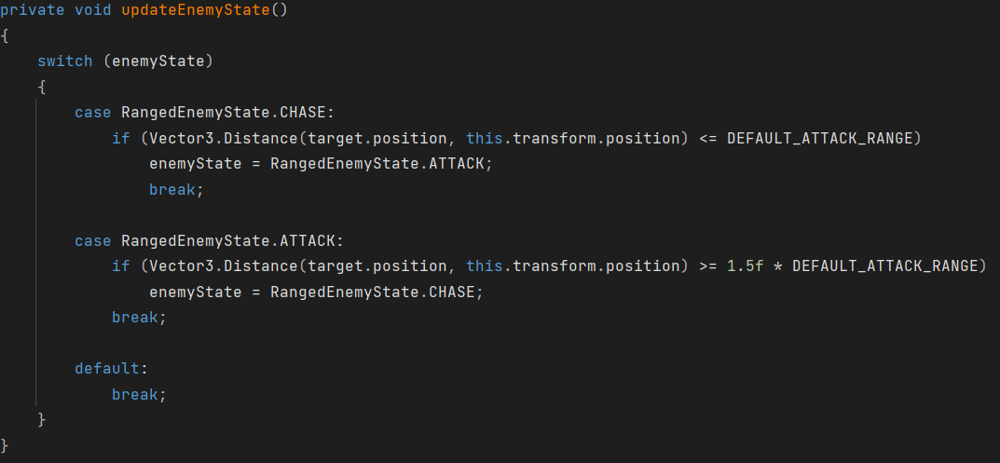 private void updateEnemyState()
{
    switch (enemyState)
    {
        case RangedEnemyState.CHASE:
            if (Vector3.Distance(target.position, this.transform.position) <= DEFAULT_ATTACK_RANGE)
                enemyState = RangedEnemyState.ATTACK;
                break;

        case RangedEnemyState.ATTACK:
            if (Vector3.Distance(target.position, this.transform.position) >= 1.5f * DEFAULT_ATTACK_RANGE)
                enemyState = RangedEnemyState.CHASE;
            break;

        default:
            break;
    }
}